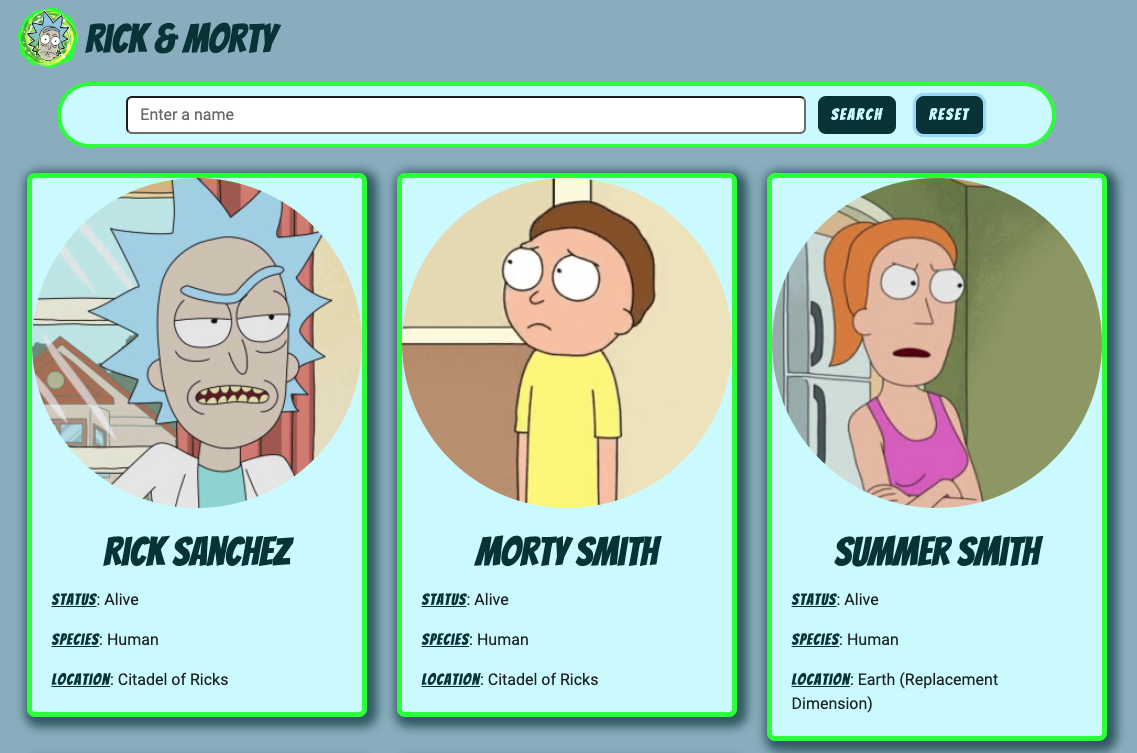 RICK & MORTY
Enter a name
SEARCH
RESET
RICK SANCHEZ
STATUS: Alive
SPECIES: Human
LOCATION: Citadel of Ricks
MORTY SMITH
STATUS: Alive
SPECIES: Human
LOCATION: Citadel of Ricks
SUMMER SMITH
STATUS: Alive
SPECIES: Human
LOCATION: Earth (Replacement
Dimension)